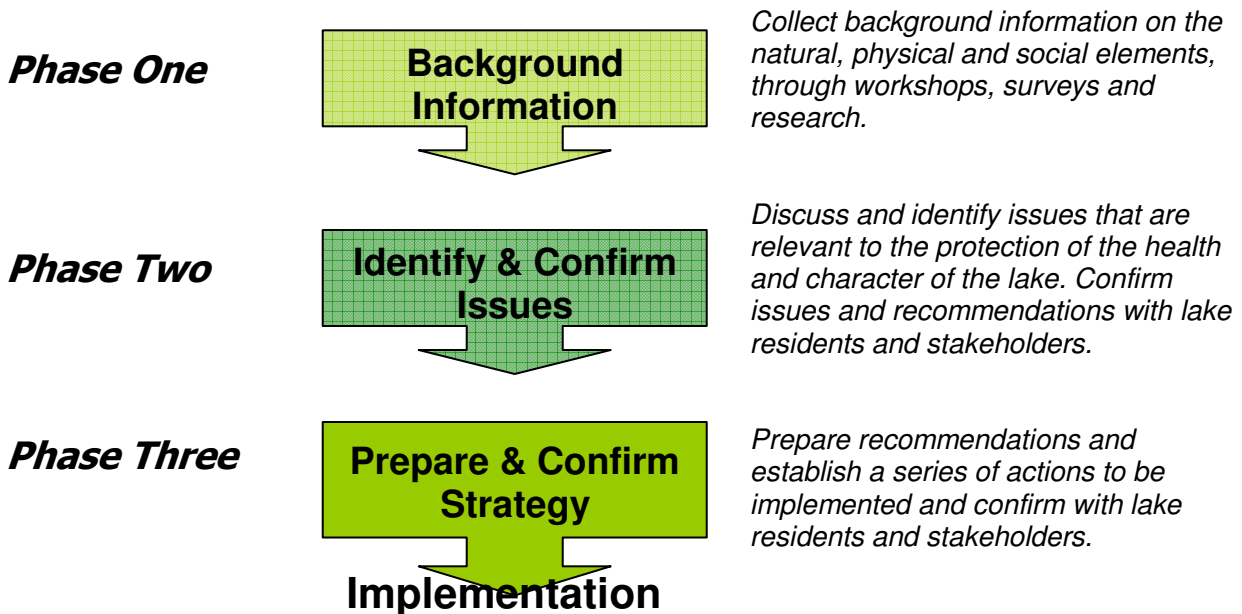 Phase One
Background
Information
Collect background information on the
natural, physical and social elements,
through workshops, surveys and
research.
Phase Two
Identify & Confirm
Issues
Discuss and identify issues that are
relevant to the protection of the health
and character of the lake. Confirm
issues and recommendations with lake
residents and stakeholders.
Phase Three
Prepare & Confirm
Strategy
Prepare recommendations and
establish a series of actions to be
implemented and confirm with lake
residents and stakeholders.
Implementation